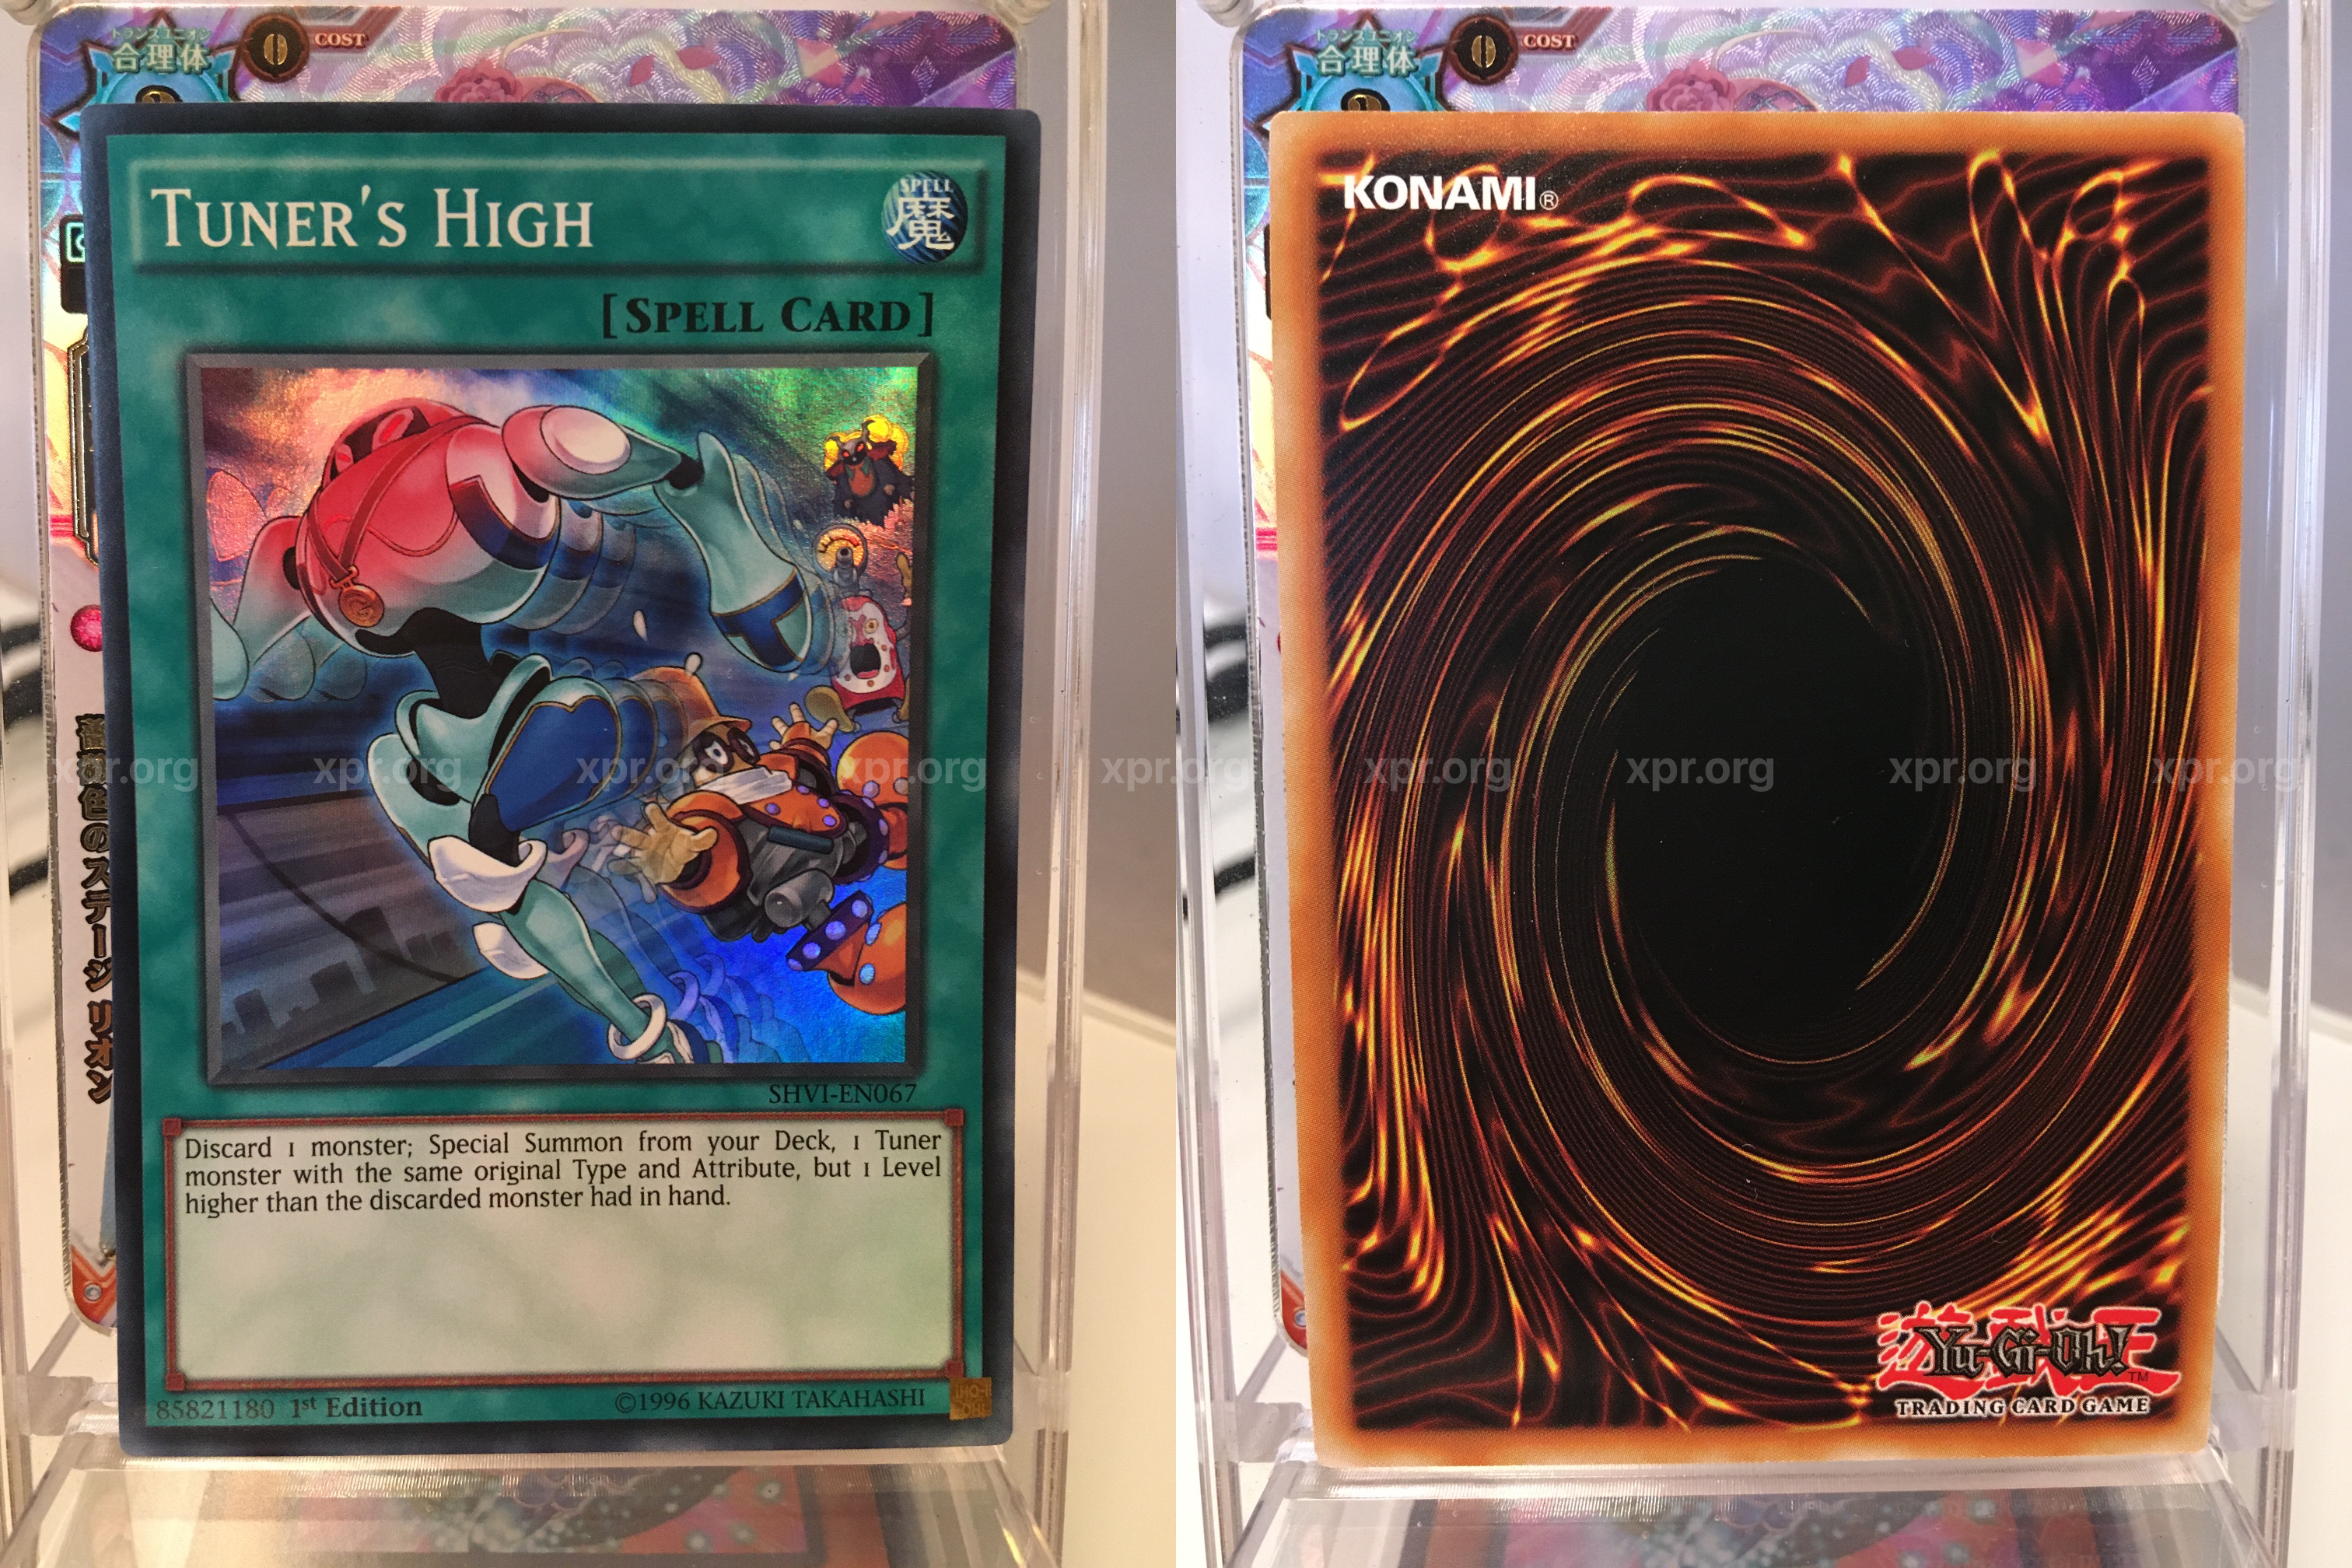 トランスユニオン
合理体
0
COST
TUNER'S HIGH
SPELL
魔
[SPELL CARD]
SHVI-EN067
Discard 1 monster; Special Summon from your Deck, 1 Tuner
monster with the same original Type and Attribute, but 1 Level
higher than the discarded monster had in hand.
85821180 1st Edition
©1996 KAZUKI TAKAHASHI
色のステージ リオン
xpr.org xpr.org xpr.org xpr.org xpr.org xpr.org xpr.org xpr.org xpr.org
トランスユニオン
合理体
0
COST
KONAMI®
遊戯王
Yu-Gi-Oh!
TM
TRADING CARD GAME